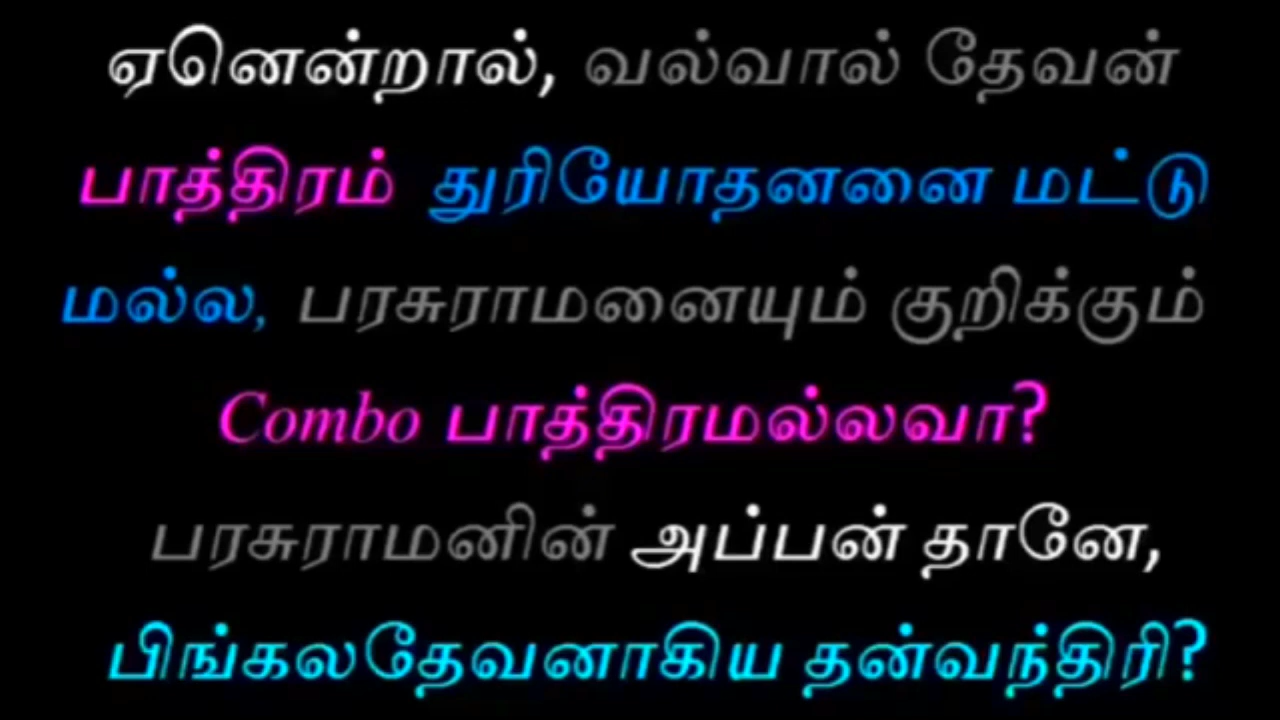 ஏனென்றால், வல்வால் தேவன்
பாத்திரம் துரியோதனனை மட்டு
மல்ல, பரசுராமனையும் குறிக்கும்
Combo பாத்திரமல்லவா?
பரசுராமனின் அப்பன் தானே,
பிங்கலதேவனாகிய தன்வந்திரி?